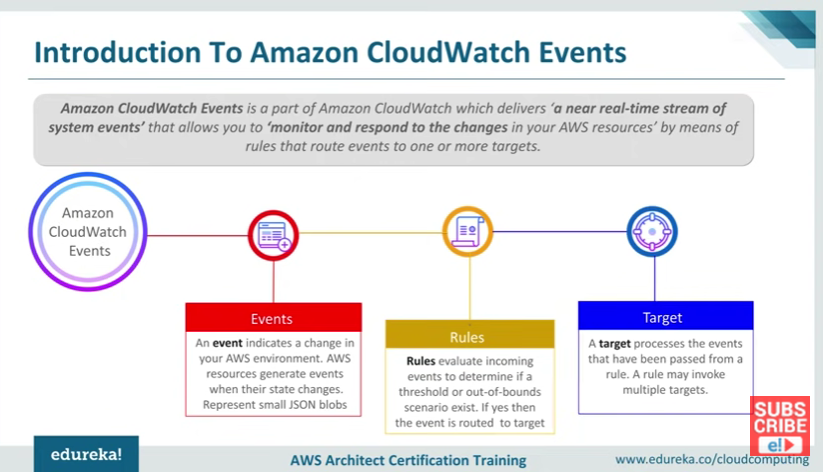 Introduction To Amazon CloudWatch Events
Amazon CloudWatch Events is a part of Amazon CloudWatch which delivers ‘a near real-time stream of
system events’ that allows you to ‘monitor and respond to the changes in your AWS resources’ by means of
rules that route events to one or more targets.
Amazon
CloudWatch
Events
Events
An event indicates a change in
your AWS environment. AWS
resources generate events
when their state changes.
Represent small JSON blobs
Rules
Rules evaluate incoming
events to determine if a
threshold or out-of-bounds
scenario exist. If yes then
the event is routed to target
Target
A target processes the events
that have been passed from a
rule. A rule may invoke
multiple targets.
SUBS
CRIBE
e!
edureka!
AWS Architect Certification Training
www.edureka.co/cloudcomputing